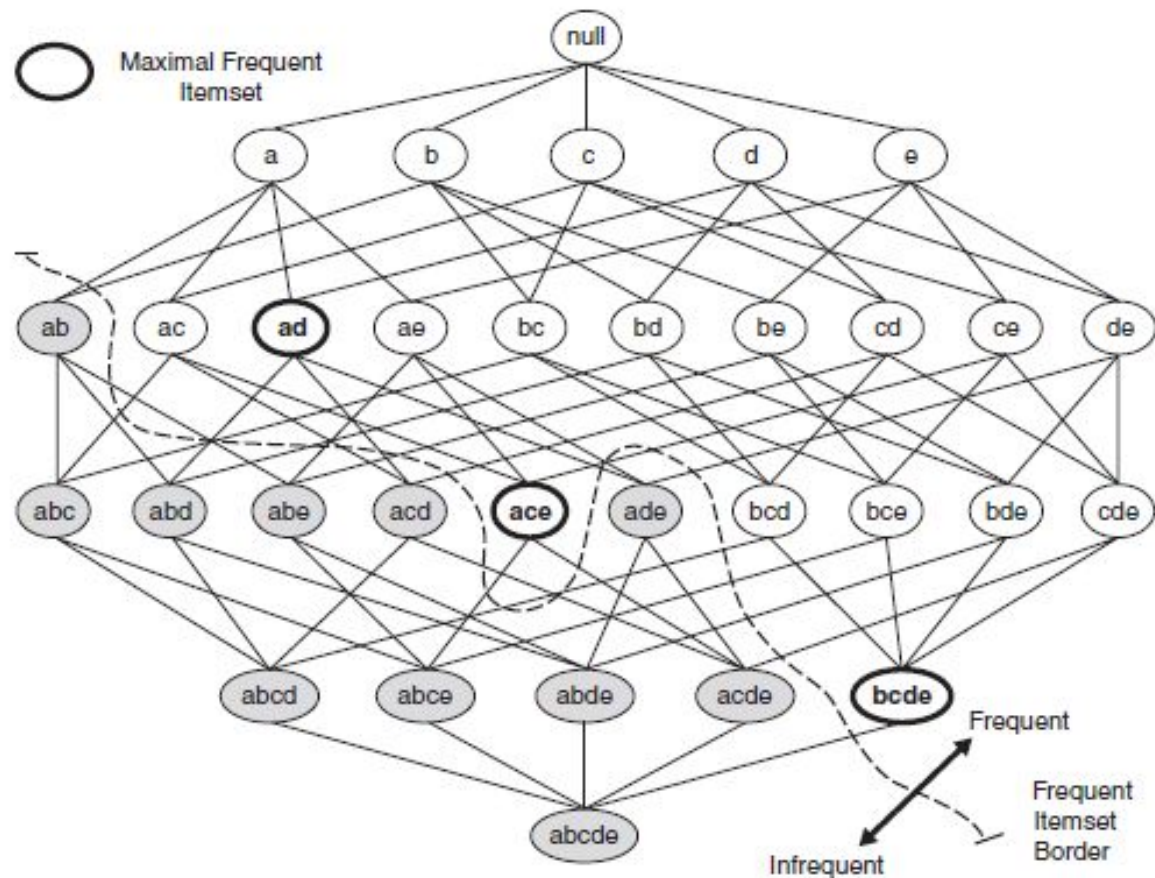 null
Maximal Frequent
Itemset
a b c d e
ab ac ad ae bc bd be cd ce de
abc abd abe acd ace ade bcd bce bde cde
abcd abce abde acde bcde
Frequent
Frequent
Itemset
Border
abcde
Infrequent